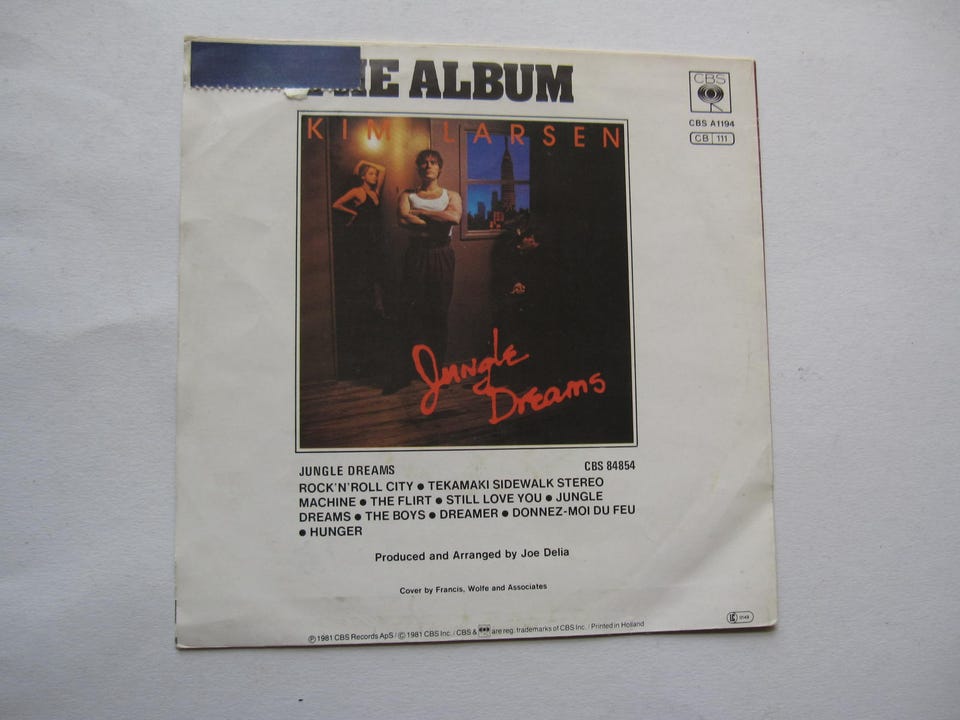 THE ALBUM
CBS
CBS A1194
CB 111
KIM LARSEN
Jungle
Dreams
JUNGLE DREAMS CBS 84854
ROCK'N'ROLL CITY ● TEKAMAKI SIDEWALK STEREO
MACHINE ● THE FLIRT ● STILL LOVE YOU ● JUNGLE
DREAMS ● THE BOYS ● DREAMER ● DONNEZ-MOI DU FEU
● HUNGER
Produced and Arranged by Joe Delia
Cover by Francis, Wolfe and Associates
Ⓟ 1981 CBS Records ApS / Ⓒ 1981 CBS Inc. / CBS & are reg. trademarks of CBS Inc. / Printed in Holland